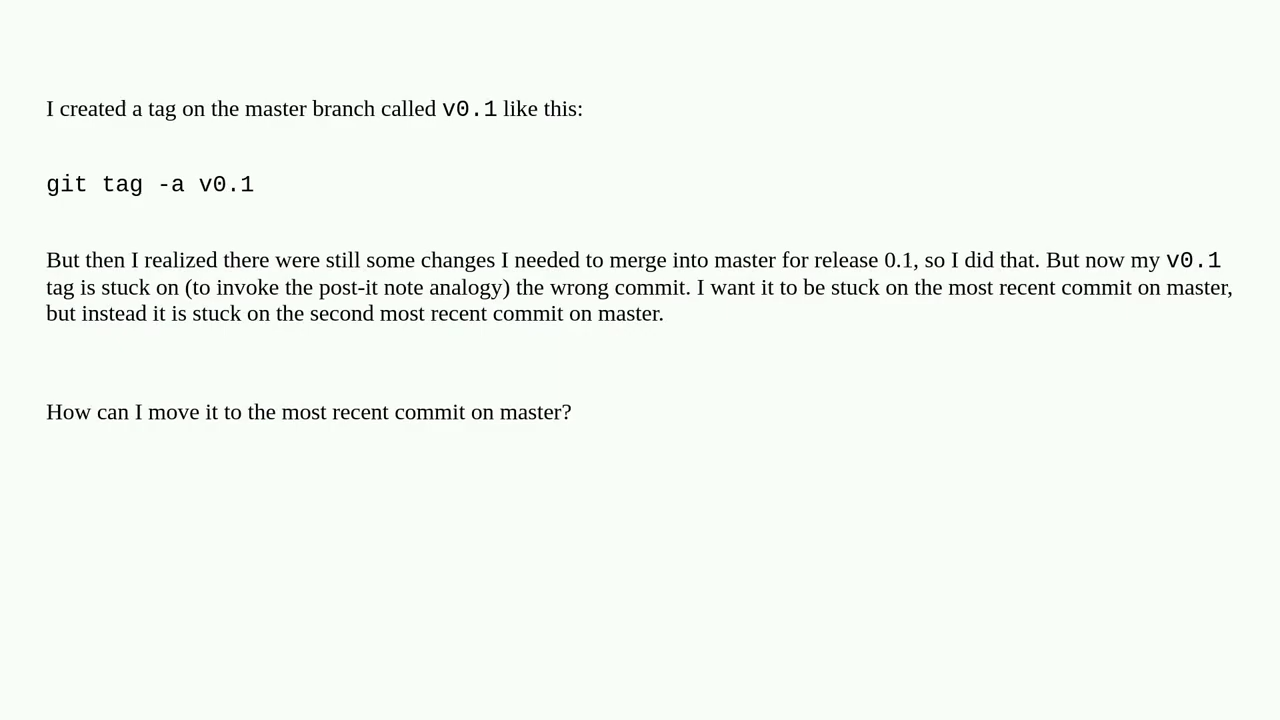 I created a tag on the master branch called v0.1 like this:
git tag -a v0.1
But then I realized there were still some changes I needed to merge into master for release 0.1, so I did that. But now my v0.1
tag is stuck on (to invoke the post-it note analogy) the wrong commit. I want it to be stuck on the most recent commit on master,
but instead it is stuck on the second most recent commit on master.
How can I move it to the most recent commit on master?